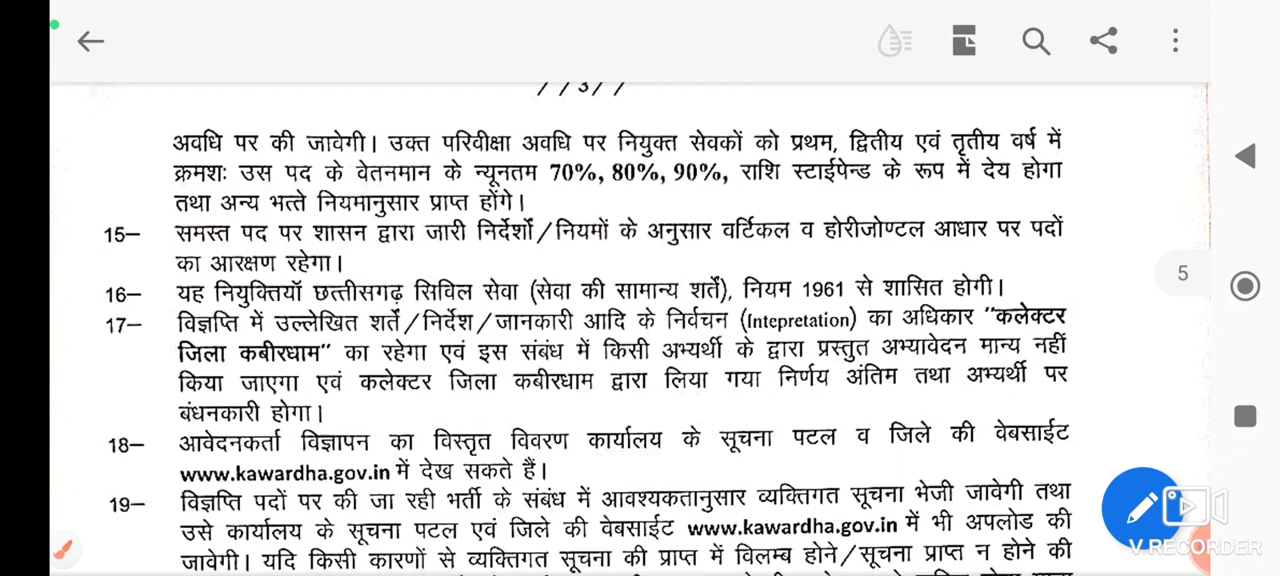 //3//
अवधि पर की जावेगी। उक्त परिवीक्षा अवधि पर नियुक्त सेवकों को प्रथम, द्वितीय एवं तृतीय वर्ष में
क्रमशः उस पद के वेतनमान के न्यूनतम 70%, 80%, 90%, राशि स्टाईपेन्ड के रूप में देय होगा
तथा अन्य भत्ते नियमानुसार प्राप्त होंगे।
15– समस्त पद पर शासन द्वारा जारी निर्देशों/नियमों के अनुसार वर्टिकल व होरीजोण्टल आधार पर पदों
का आरक्षण रहेगा।
5
16– यह नियुक्तियॉ छत्तीसगढ़ सिविल सेवा (सेवा की सामान्य शर्तें), नियम 1961 से शासित होगी।
17– विज्ञप्ति में उल्लेखित शर्तें/निर्देश/जानकारी आदि के निर्वचन (Intepretation) का अधिकार "कलेक्टर
जिला कबीरधाम" का रहेगा एवं इस संबंध में किसी अभ्यर्थी के द्वारा प्रस्तुत अभ्यावेदन मान्य नहीं
किया जाएगा एवं कलेक्टर जिला कबीरधाम द्वारा लिया गया निर्णय अंतिम तथा अभ्यर्थी पर
बंधनकारी होगा।
18– आवेदनकर्ता विज्ञापन का विस्तृत विवरण कार्यालय के सूचना पटल व जिले की वेबसाईट
www.kawardha.gov.in में देख सकते हैं।
19– विज्ञप्ति पदों पर की जा रही भर्ती के संबंध में आवश्यकतानुसार व्यक्तिगत सूचना भेजी जावेगी तथा
उसे कार्यालय के सूचना पटल एवं जिले की वेबसाईट www.kawardha.gov.in में भी अपलोड की
जावेगी। यदि किसी कारणों से व्यक्तिगत सूचना की प्राप्त में विलम्ब होने/सूचना प्राप्त न होने की
V RECORDER